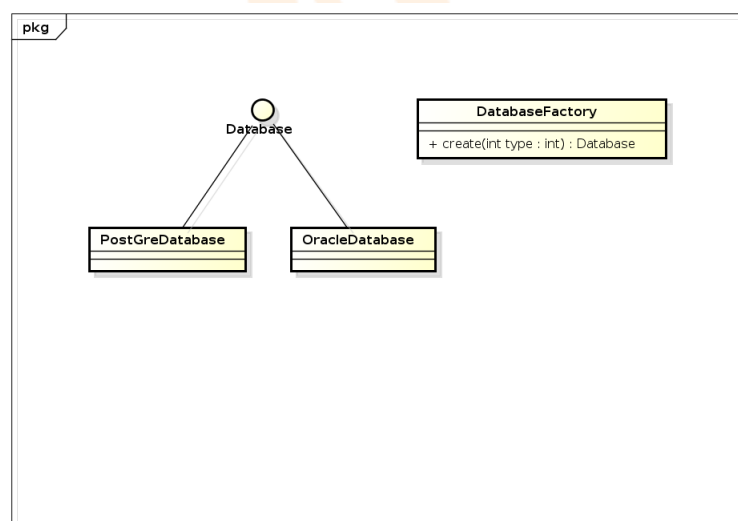 pkg
Database
DatabaseFactory
+ create(int type : int) : Database
PostGreDatabase
OracleDatabase